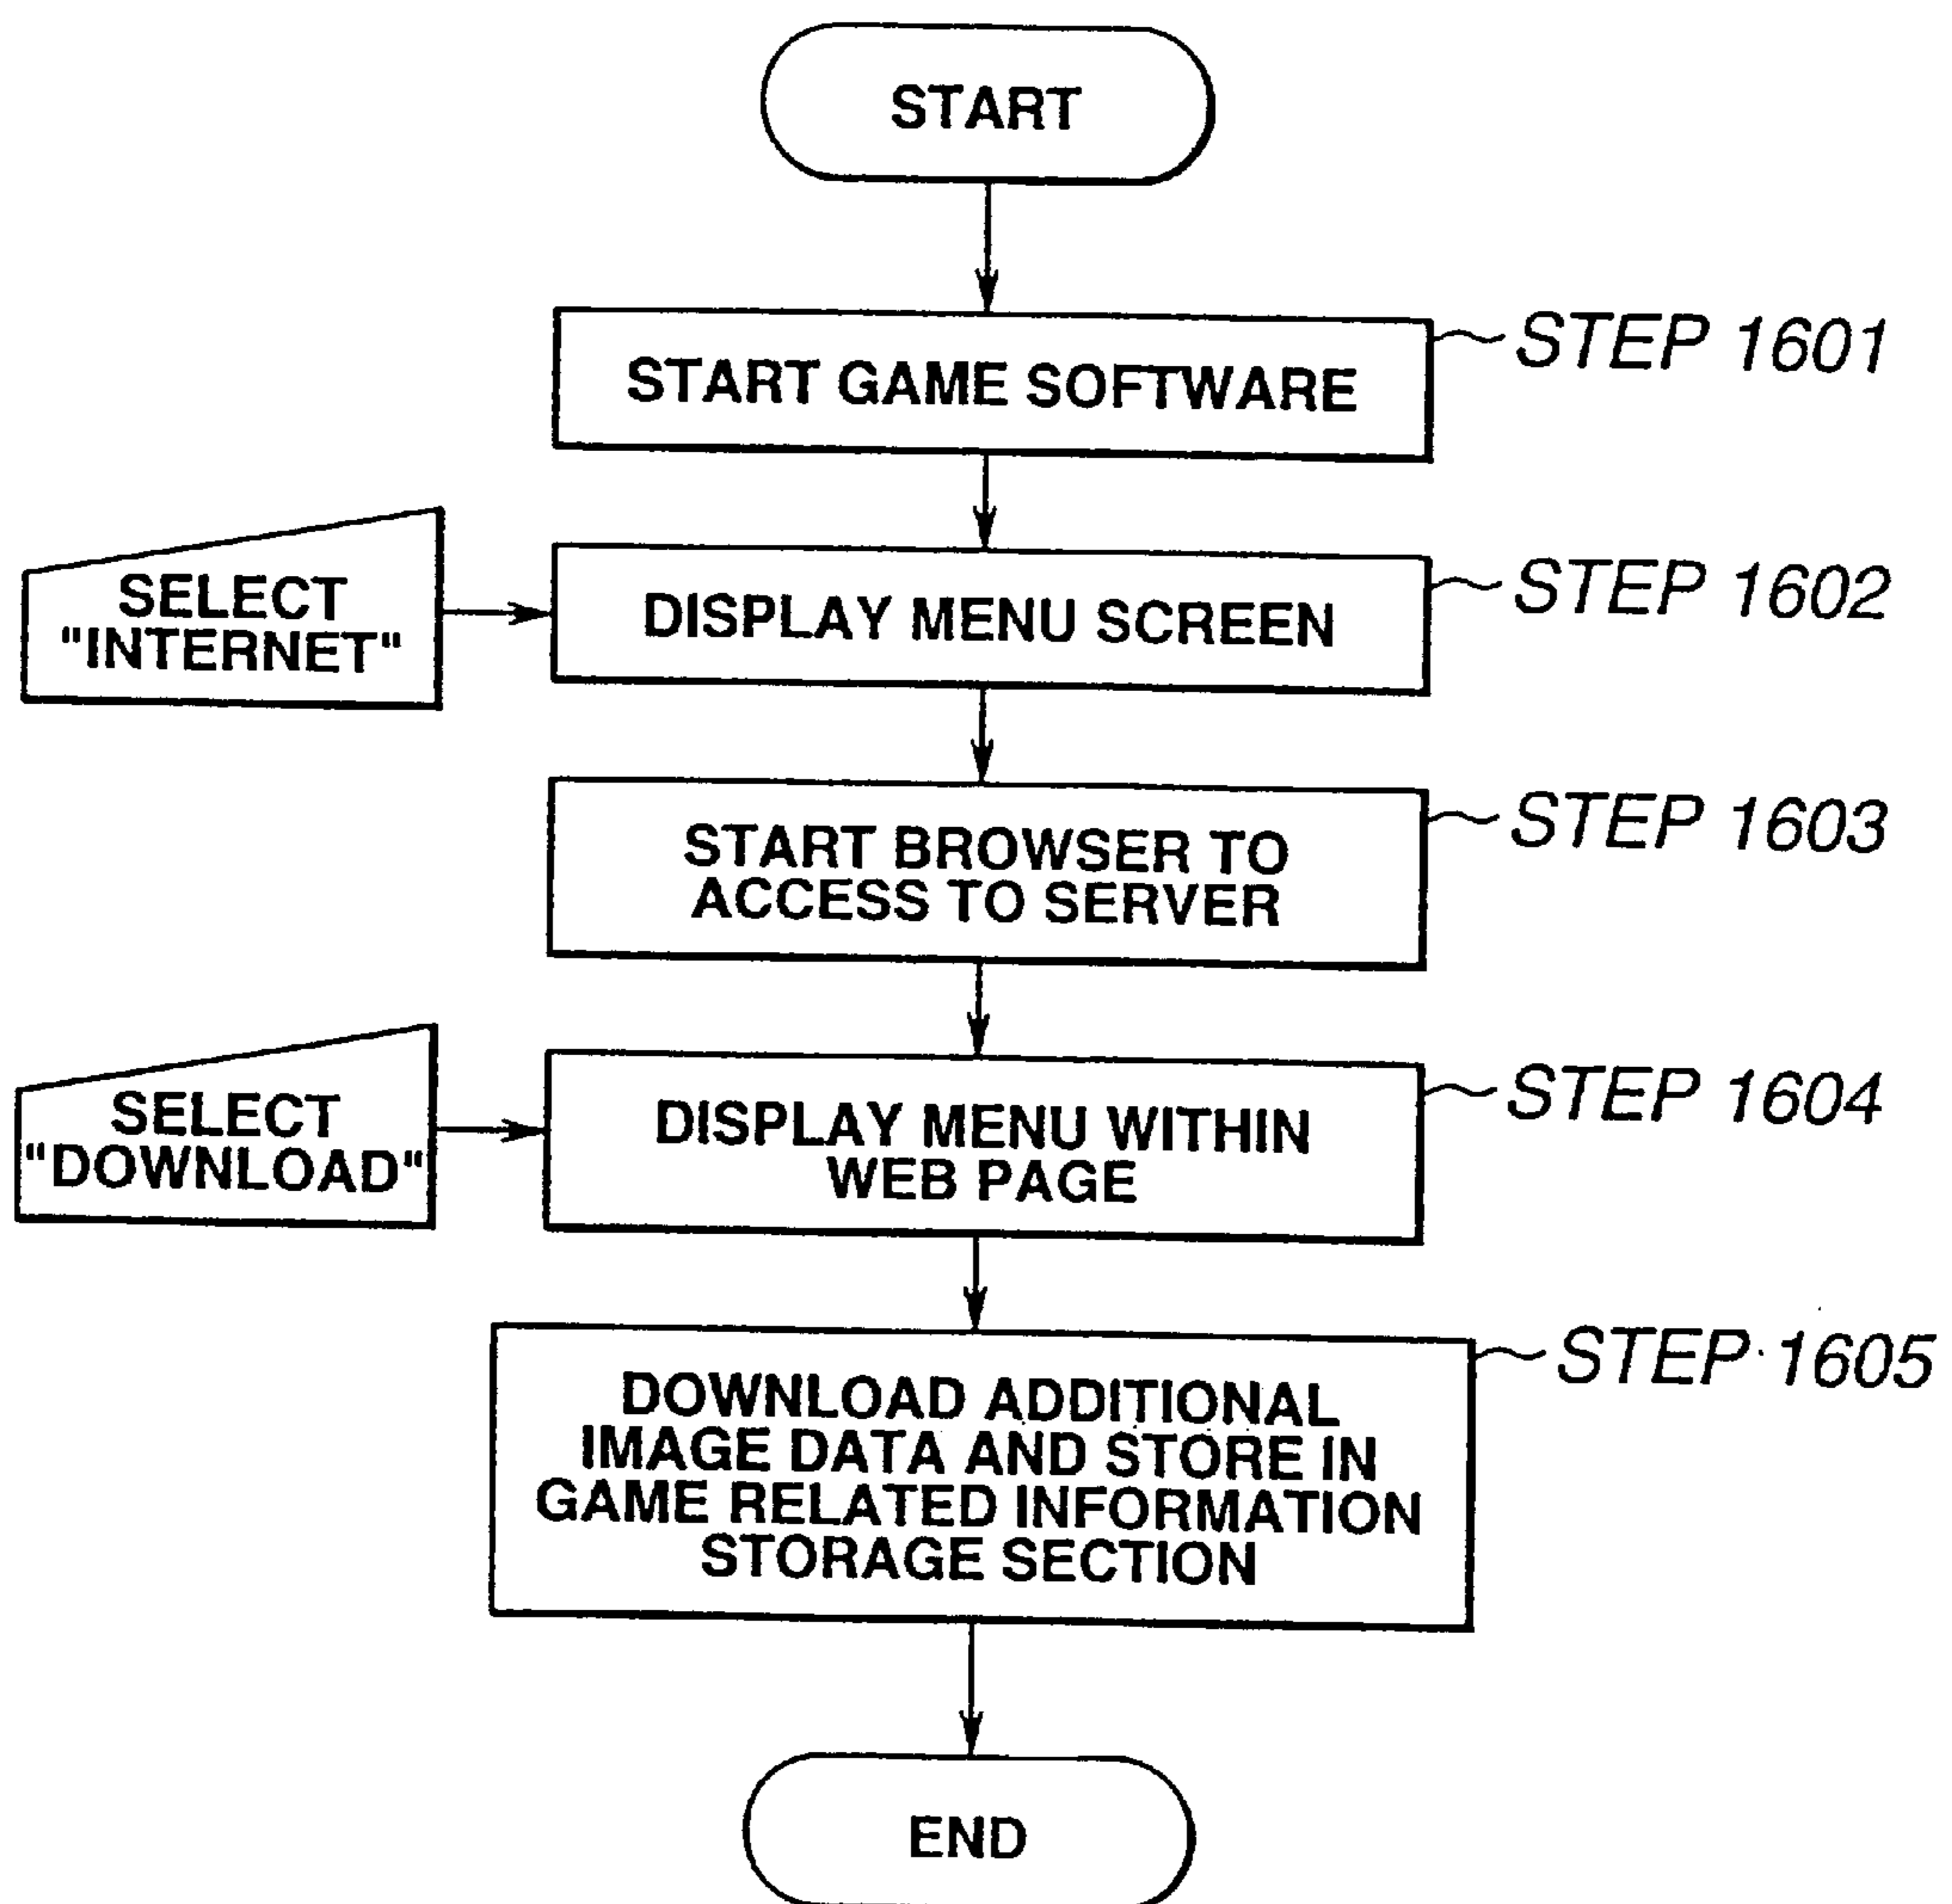 START
START GAME SOFTWARE
STEP 1601
SELECT
"INTERNET"
DISPLAY MENU SCREEN
STEP 1602
START BROWSER TO
ACCESS TO SERVER
STEP 1603
SELECT
"DOWNLOAD"
DISPLAY MENU WITHIN
WEB PAGE
STEP 1604
DOWNLOAD ADDITIONAL
IMAGE DATA AND STORE IN
GAME RELATED INFORMATION
STORAGE SECTION
STEP 1605
END